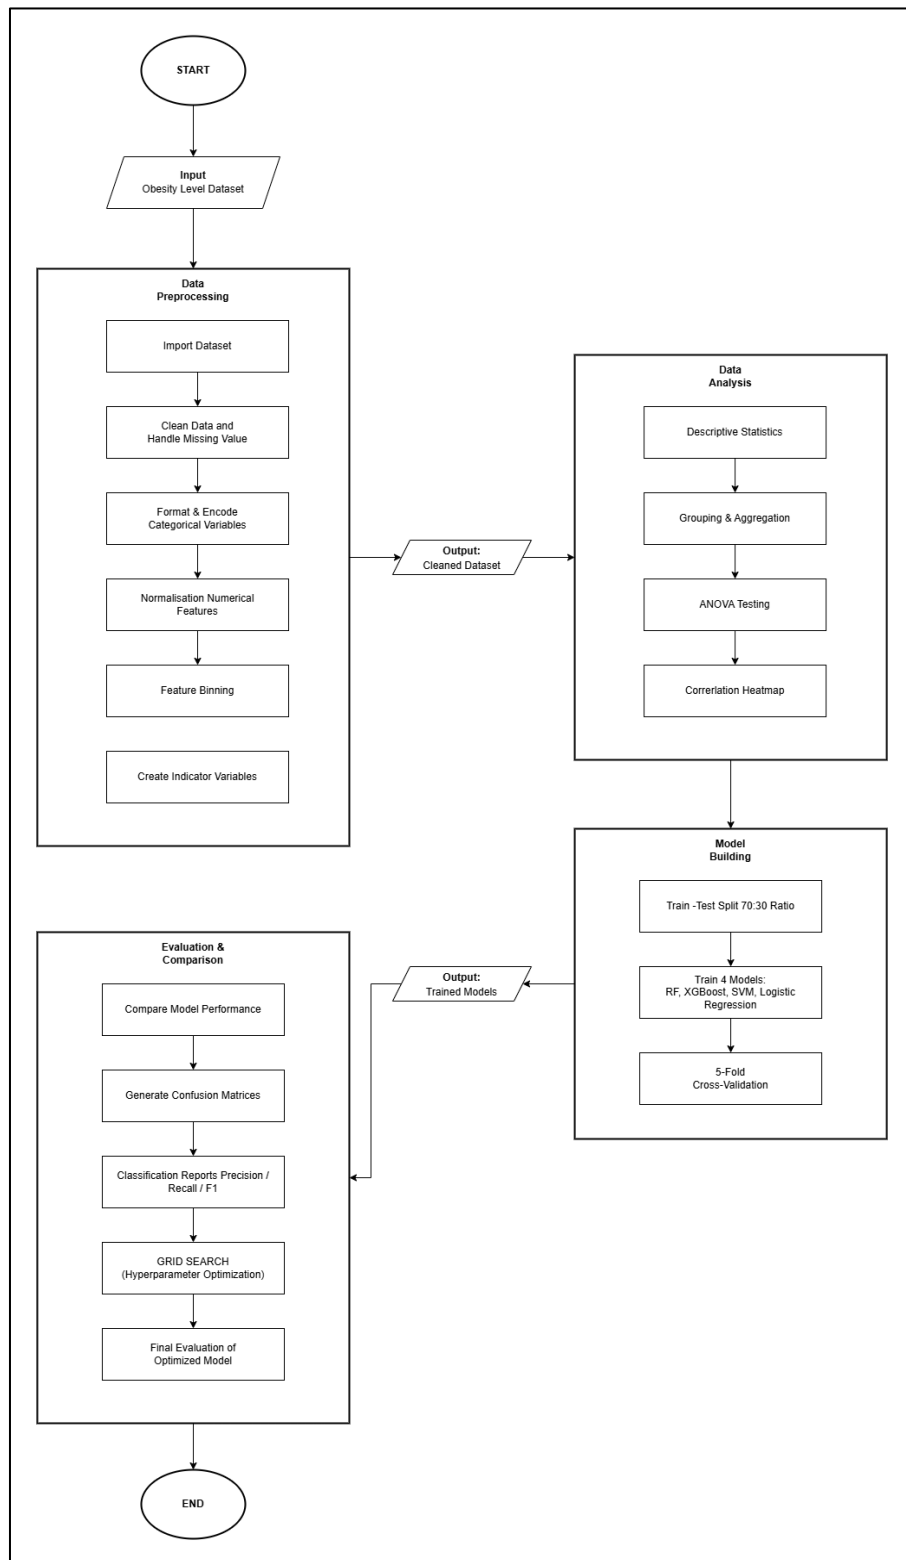 START
Input
Obesity Level Dataset
Data
Preprocessing
Import Dataset
Clean Data and
Handle Missing Value
Format & Encode
Categorical Variables
Normalisation Numerical
Features
Feature Binning
Create Indicator Variables
Output:
Cleaned Dataset
Data
Analysis
Descriptive Statistics
Grouping & Aggregation
ANOVA Testing
Correrlation Heatmap
Model
Building
Train -Test Split 70:30 Ratio
Train 4 Models:
RF, XGBoost, SVM, Logistic
Regression
5-Fold
Cross-Validation
Output:
Trained Models
Evaluation &
Comparison
Compare Model Performance
Generate Confusion Matrices
Classification Reports Precision /
Recall / F1
GRID SEARCH
(Hyperparameter Optimization)
Final Evaluation of
Optimized Model
END